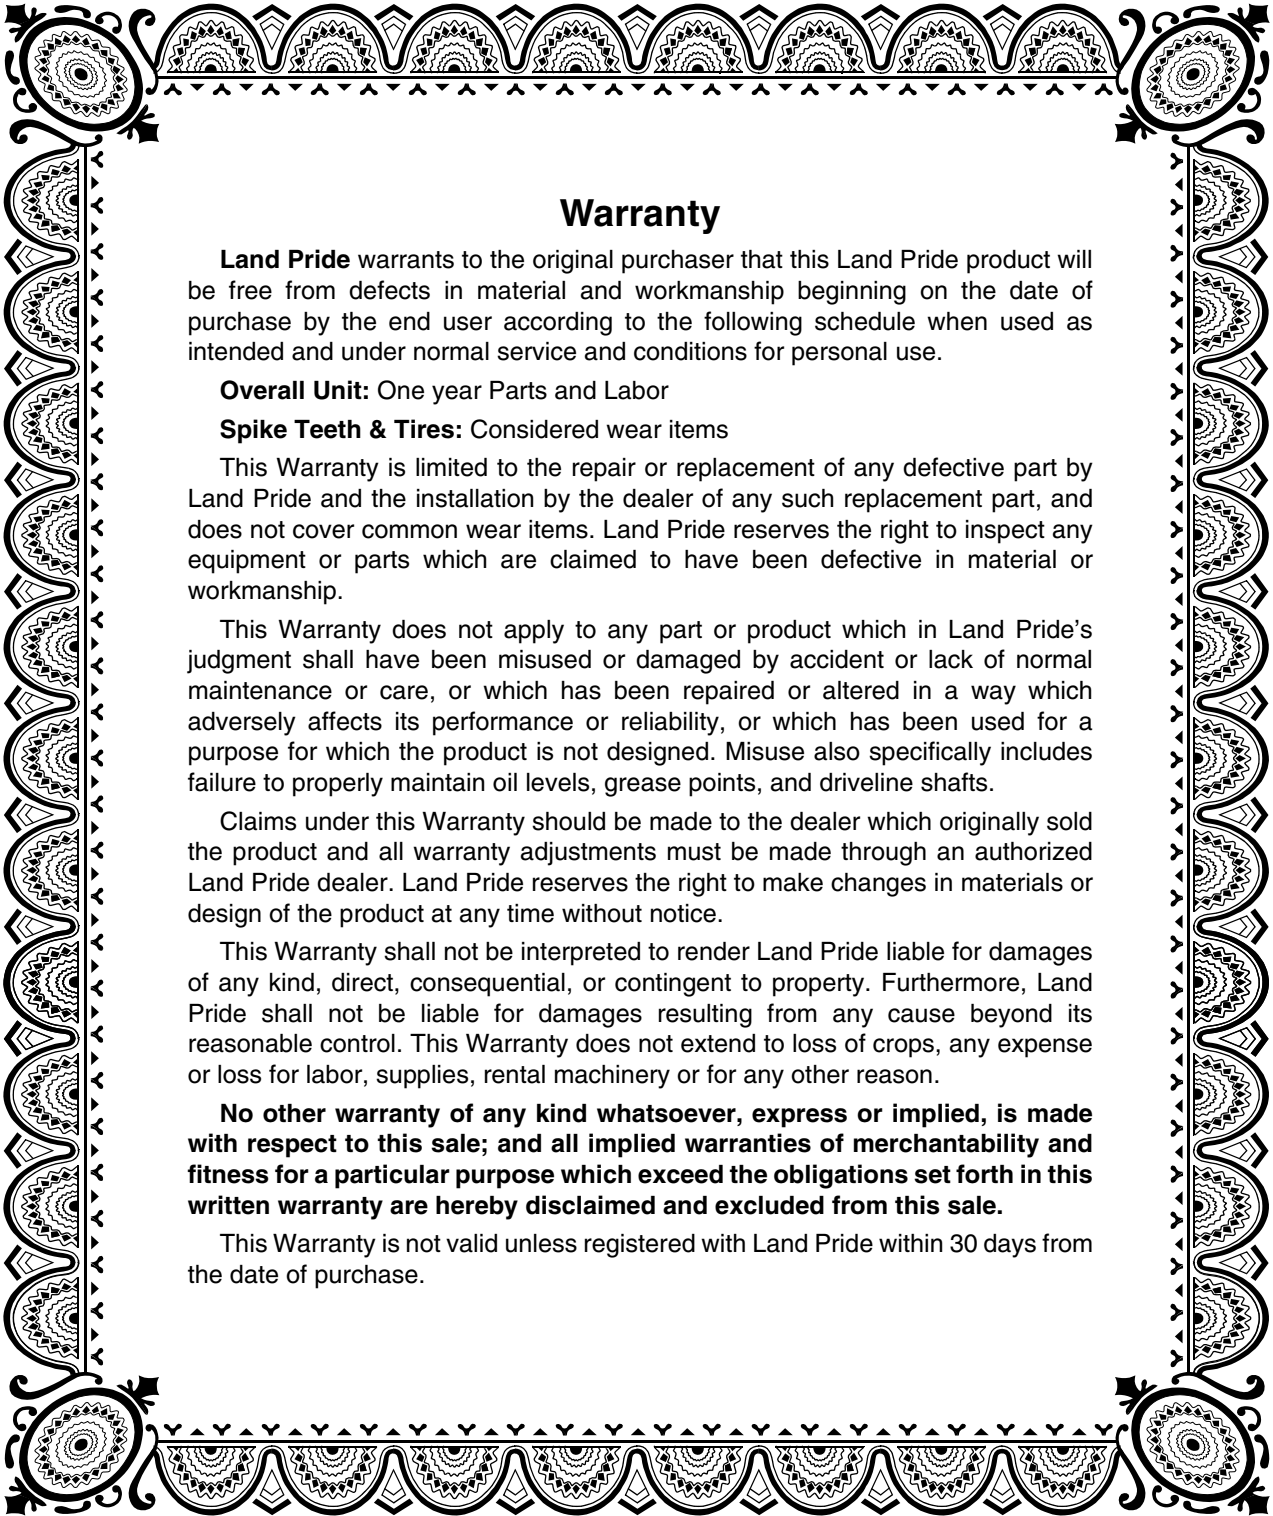 Warranty
Land Pride warrants to the original purchaser that this Land Pride product will
be free from defects in material and workmanship beginning on the date of
purchase by the end user according to the following schedule when used as
intended and under normal service and conditions for personal use.
Overall Unit: One year Parts and Labor
Spike Teeth & Tires: Considered wear items
This Warranty is limited to the repair or replacement of any defective part by
Land Pride and the installation by the dealer of any such replacement part, and
does not cover common wear items. Land Pride reserves the right to inspect any
equipment or parts which are claimed to have been defective in material or
workmanship.
This Warranty does not apply to any part or product which in Land Pride’s
judgment shall have been misused or damaged by accident or lack of normal
maintenance or care, or which has been repaired or altered in a way which
adversely affects its performance or reliability, or which has been used for a
purpose for which the product is not designed. Misuse also specifically includes
failure to properly maintain oil levels, grease points, and driveline shafts.
Claims under this Warranty should be made to the dealer which originally sold
the product and all warranty adjustments must be made through an authorized
Land Pride dealer. Land Pride reserves the right to make changes in materials or
design of the product at any time without notice.
This Warranty shall not be interpreted to render Land Pride liable for damages
of any kind, direct, consequential, or contingent to property. Furthermore, Land
Pride shall not be liable for damages resulting from any cause beyond its
reasonable control. This Warranty does not extend to loss of crops, any expense
or loss for labor, supplies, rental machinery or for any other reason.
No other warranty of any kind whatsoever, express or implied, is made
with respect to this sale; and all implied warranties of merchantability and
fitness for a particular purpose which exceed the obligations set forth in this
written warranty are hereby disclaimed and excluded from this sale.
This Warranty is not valid unless registered with Land Pride within 30 days from
the date of purchase.